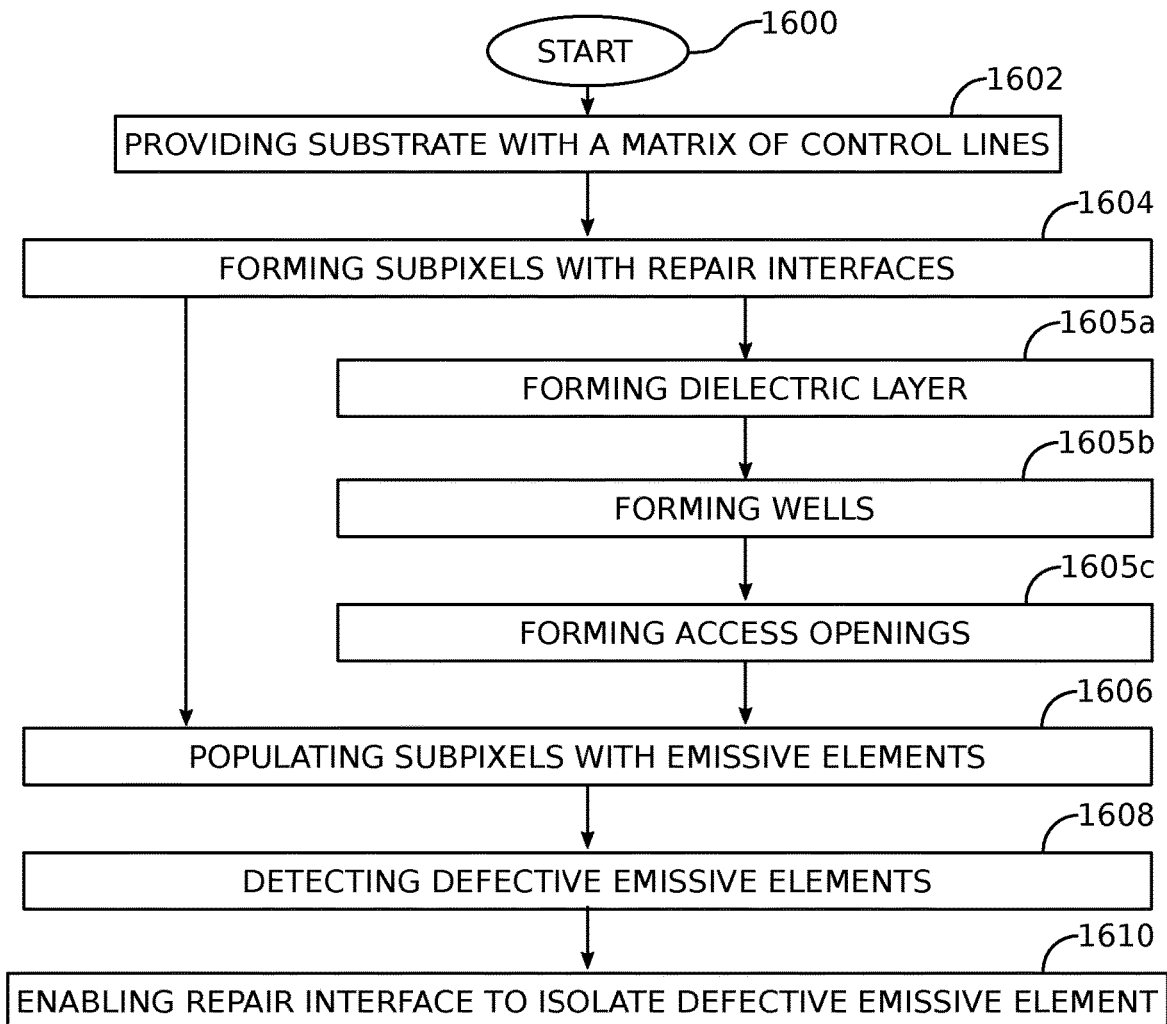 START
1600
1602
PROVIDING SUBSTRATE WITH A MATRIX OF CONTROL LINES
1604
FORMING SUBPIXELS WITH REPAIR INTERFACES
1605a
FORMING DIELECTRIC LAYER
1605b
FORMING WELLS
1605c
FORMING ACCESS OPENINGS
1606
POPULATING SUBPIXELS WITH EMISSIVE ELEMENTS
1608
DETECTING DEFECTIVE EMISSIVE ELEMENTS
1610
ENABLING REPAIR INTERFACE TO ISOLATE DEFECTIVE EMISSIVE ELEMENT